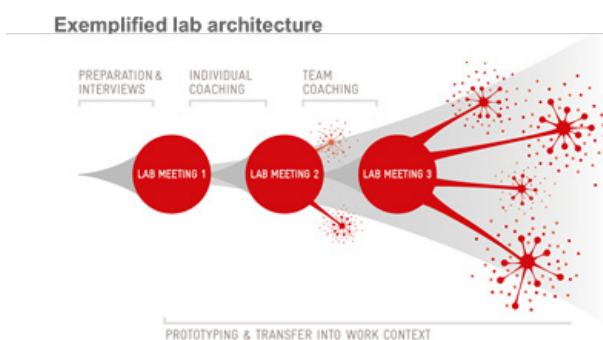 Exemplified lab architecture
PREPARATION &
INTERVIEWS
INDIVIDUAL
COACHING
TEAM
COACHING
LAB MEETING 1
LAB MEETING 2
LAB MEETING 3
PROTOTYPING & TRANSFER INTO WORK CONTEXT